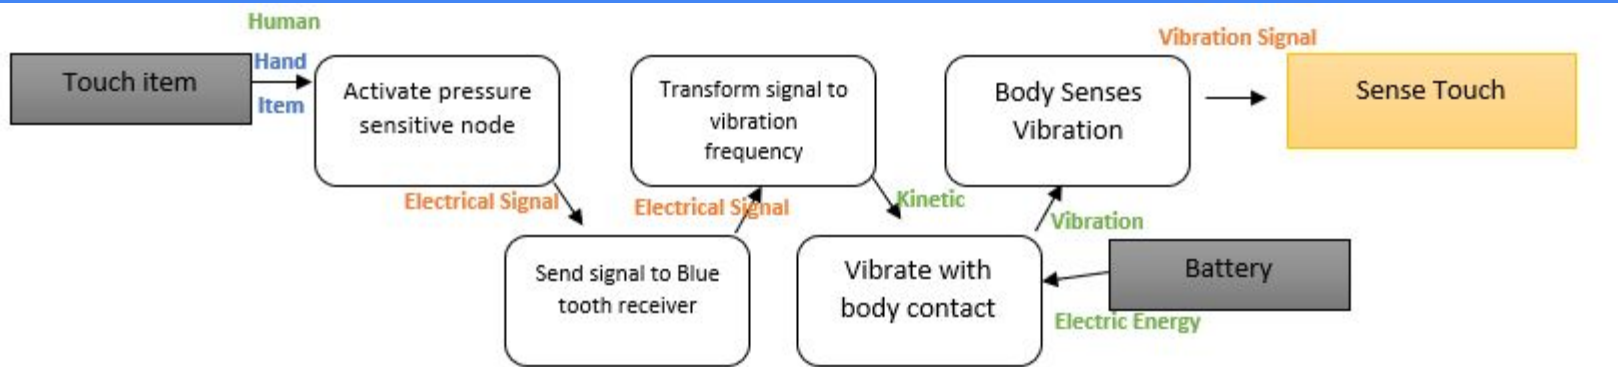 Human
Touch item
Hand
Item
Activate pressure
sensitive node
Electrical Signal
Send signal to Blue
tooth receiver
Electrical Signal
Transform signal to
vibration
frequency
Kinetic
Vibrate with
body contact
Battery
Electric Energy
Vibration
Body Senses
Vibration
Vibration Signal
Sense Touch